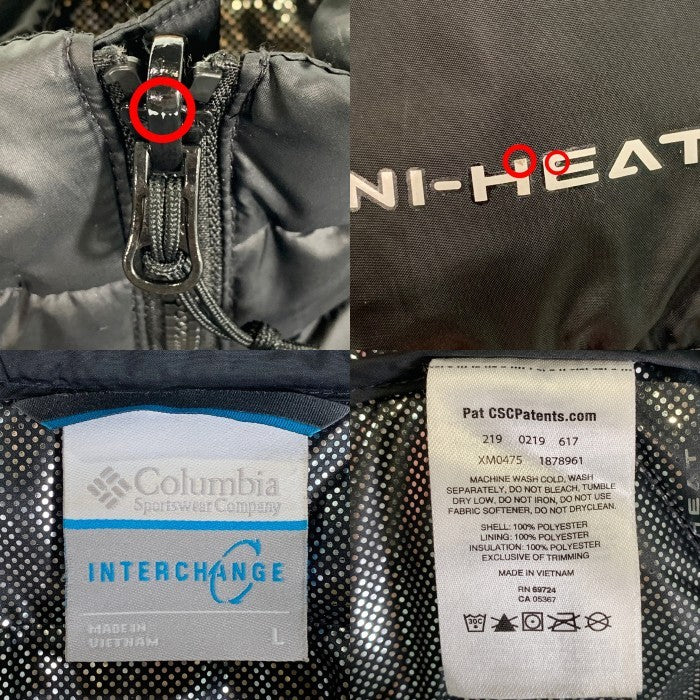 NI-HEAT
Columbia
Sportswear Company
INTERCHANGE
MADE IN
VIETNAM
L
Pat CSCPatents.com
219 0219 617
XM0475 1878961
MACHINE WASH COLD, WASH
SEPARATELY, DO NOT BLEACH, TUMBLE
DRY LOW, DO NOT IRON, DO NOT USE
FABRIC SOFTENER, DO NOT DRYCLEAN.
SHELL: 100% POLYESTER
LINING: 100% POLYESTER
INSULATION: 100% POLYESTER
EXCLUSIVE OF TRIMMING
MADE IN VIETNAM
RN 69724
CA 05367
30C